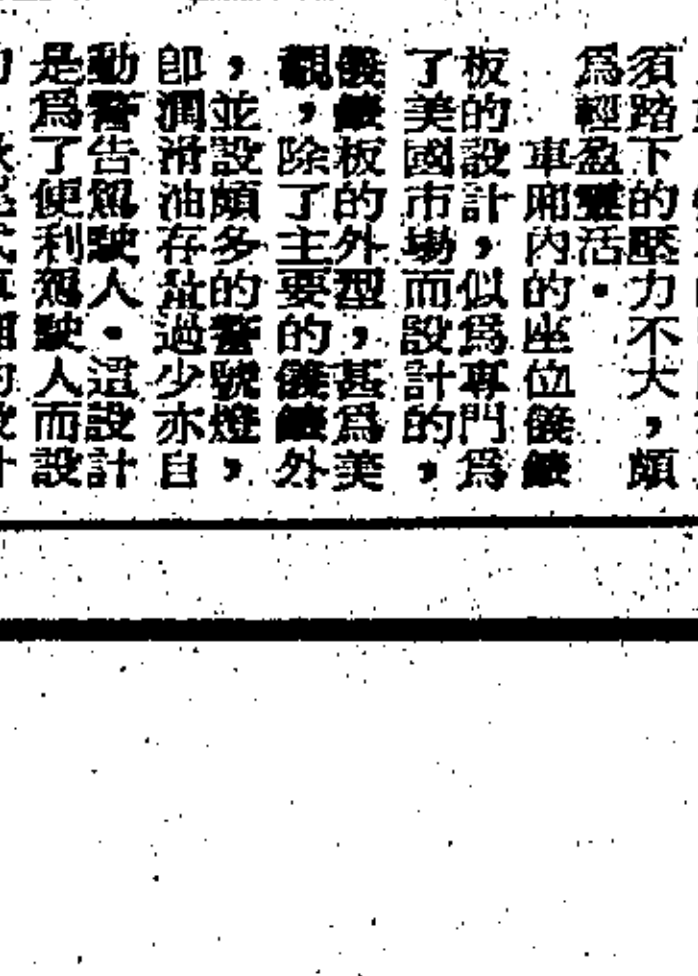 須踏下的壓力不大，頗
爲輕盈靈活。
車廂內的座位儀錶
板的設計，似爲專門爲
了美國市場而設計的，
儀錶板的外型，甚爲美
觀，除了主要的儀錶外
，並設頗多的警號燈，
卽潤滑油存量過少亦自
動警告駕駛人。這設計
是爲了便利駕駛人而設